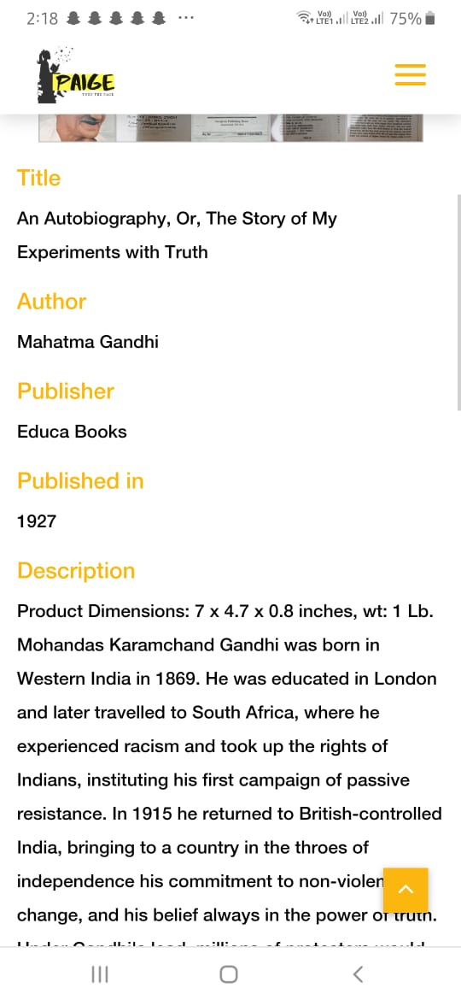 2:18
Vo)) LTE1 Vo)) LTE2 75%
PAIGE
TURN THE PAGE
Title
An Autobiography, Or, The Story of My
Experiments with Truth
Author
Mahatma Gandhi
Publisher
Educa Books
Published in
1927
Description
Product Dimensions: 7 x 4.7 x 0.8 inches, wt: 1 Lb.
Mohandas Karamchand Gandhi was born in
Western India in 1869. He was educated in London
and later travelled to South Africa, where he
experienced racism and took up the rights of
Indians, instituting his first campaign of passive
resistance. In 1915 he returned to British-controlled
India, bringing to a country in the throes of
independence his commitment to non-violen
change, and his belief always in the power of truth.